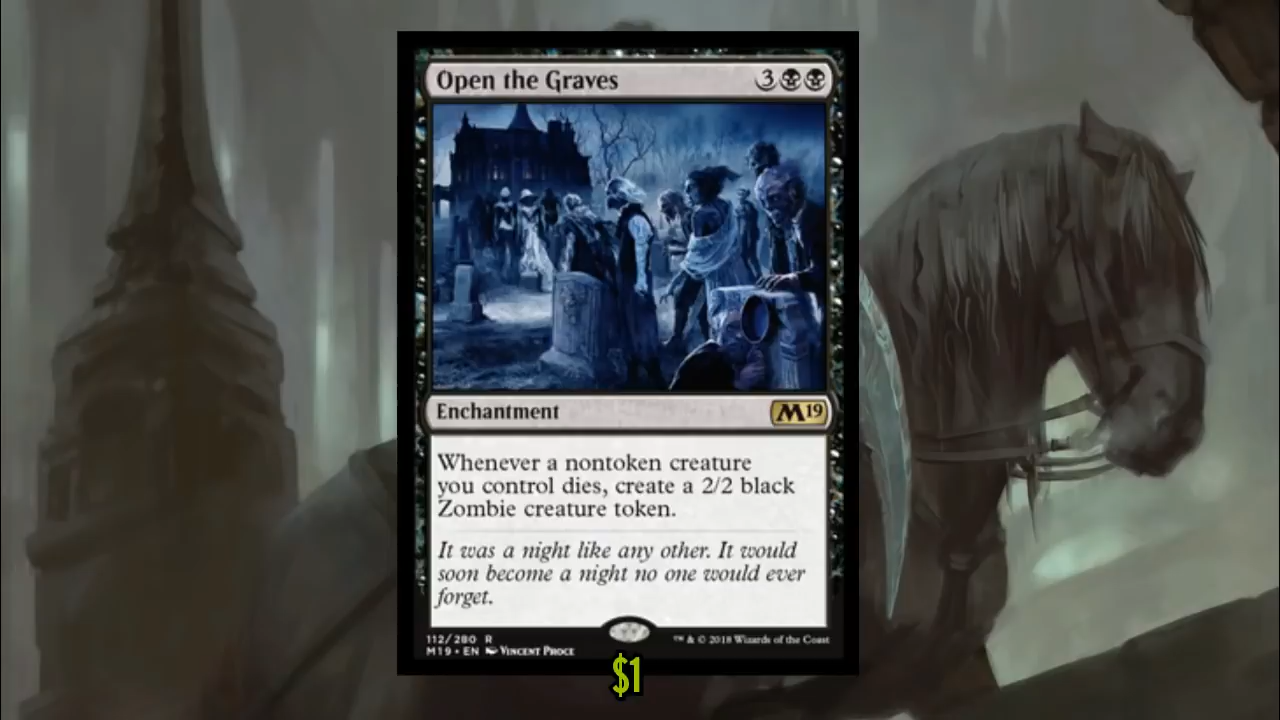 Open the Graves 3
Enchantment M19
Whenever a nontoken creature
you control dies, create a 2/2 black
Zombie creature token.
It was a night like any other. It would
soon become a night no one would ever
forget.
112/280 R ™ & © 2018 Wizards of the Coast
M19 • EN Vincent Proce
$1